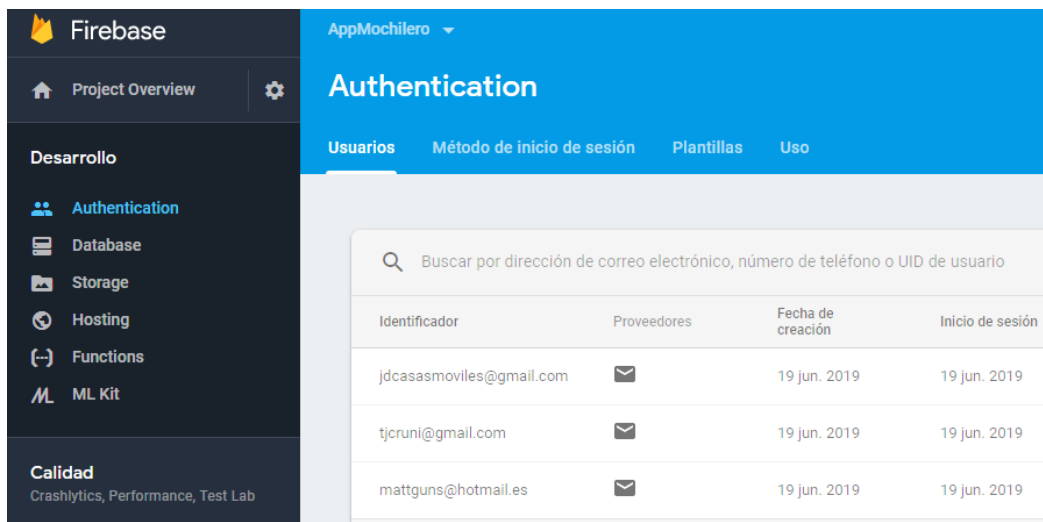 Firebase
Project Overview
Desarrollo
Authentication
Database
Storage
Hosting
Functions
ML Kit
Calidad
Crashlytics, Performance, Test Lab
AppMochilero
Authentication
Usuarios Método de inicio de sesión Plantillas Uso
Buscar por dirección de correo electrónico, número de teléfono o UID de usuario
Identificador Proveedores Fecha de creación Inicio de sesión
jdcasasmoviles@gmail.com 19 jun. 2019 19 jun. 2019
tjcruni@gmail.com 19 jun. 2019 19 jun. 2019
mattguns@hotmail.es 19 jun. 2019 19 jun. 2019